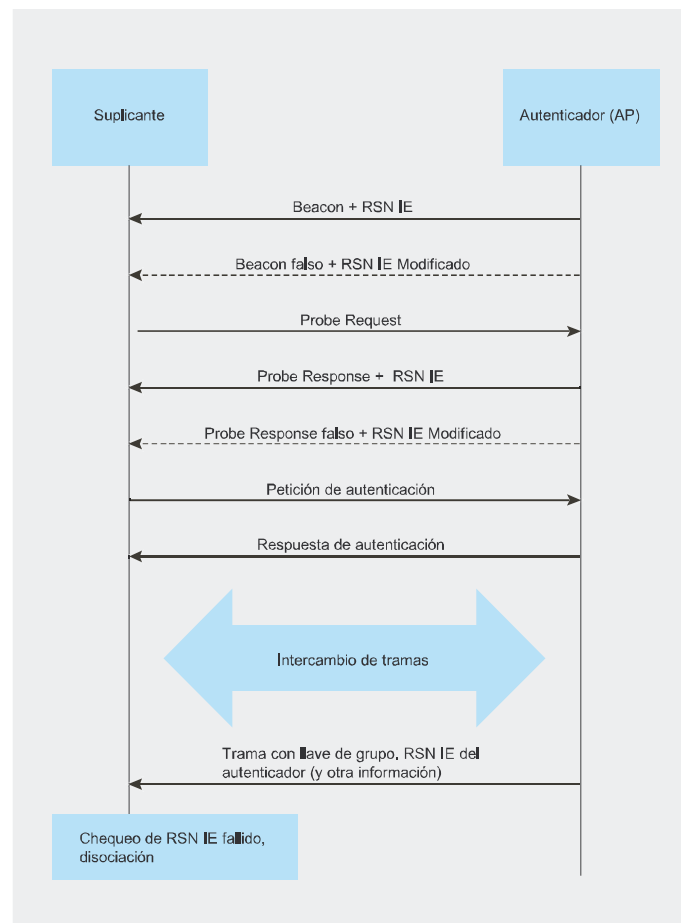 Suplicante
Autenticador (AP)
Beacon + RSN IE
Beacon falso + RSN IE Modificado
Probe Request
Probe Response + RSN IE
Probe Response falso + RSN IE Modificado
Petición de autenticación
Respuesta de autenticación
Intercambio de tramas
Trama con llave de grupo, RSN IE del
autenticador (y otra información)
Chequeo de RSN IE fallido,
disociación